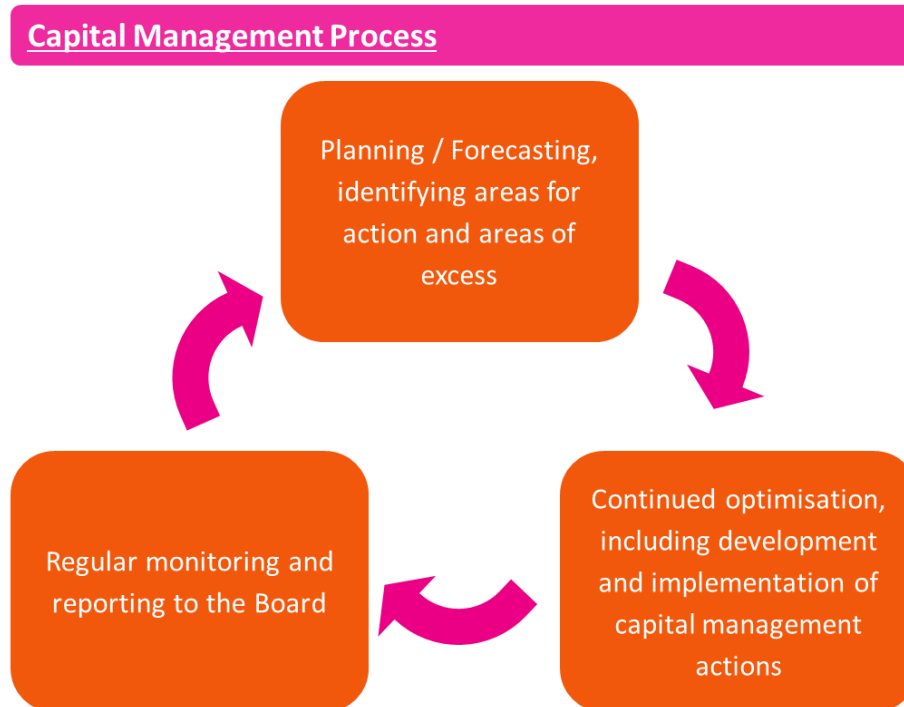 Capital Management Process
Planning / Forecasting,
identifying areas for
action and areas of
excess
Continued optimisation,
including development
and implementation of
capital management
actions
Regular monitoring and
reporting to the Board